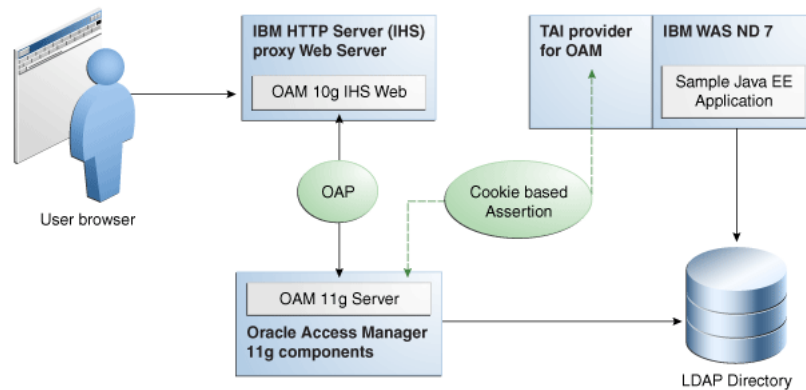 IBM HTTP Server (IHS)
proxy Web Server
OAM 10g IHS Web
TAI provider
for OAM
IBM WAS ND 7
Sample Java EE
Application
User browser
OAP
Cookie based
Assertion
OAM 11g Server
Oracle Access Manager
11g components
LDAP Directory